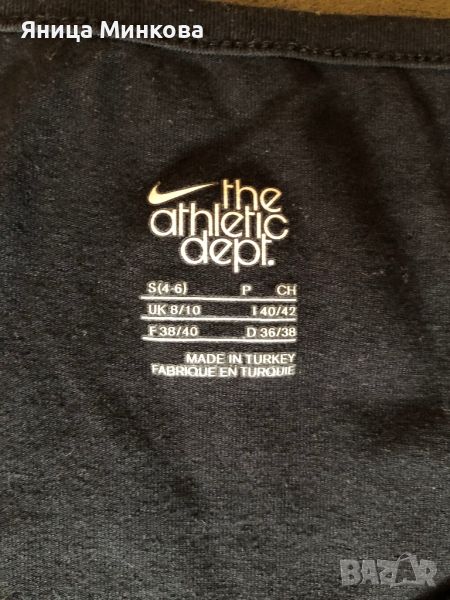 Яница Минкова
the
athletic
dept.
S(4-6) P CH
UK 8/10 I 40/42
F 38/40 D 36/38
MADE IN TURKEY
FABRIQUE EN TURQUIE
BAZAR